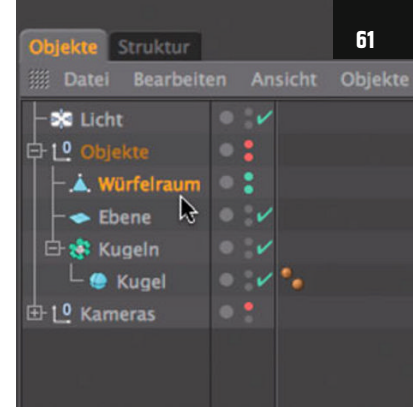 61
Objekte Struktur
Datei Bearbeiten Ansicht Objekte
Licht
Objekte
Würfelraum
Ebene
Kugeln
Kugel
Kameras